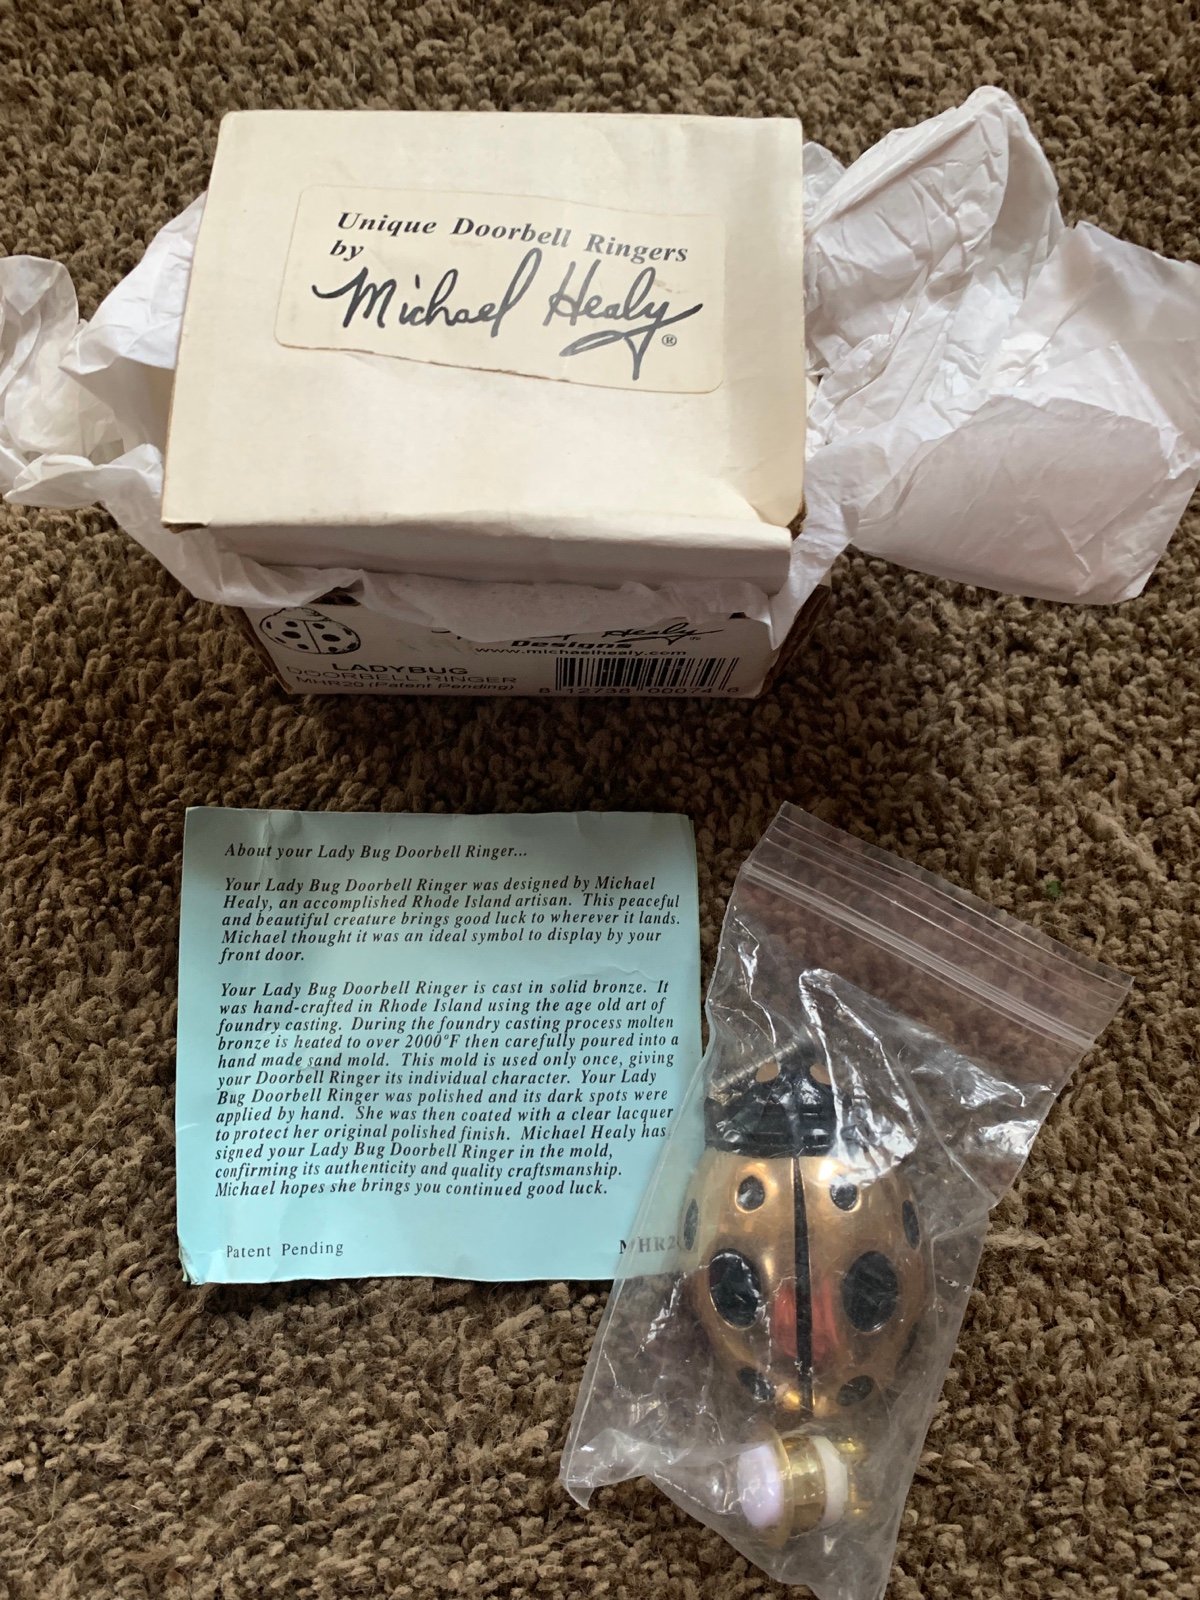 Unique Doorbell Ringers
by
Michael Healy ®
Healy ®
Designs
www.michaelhealy.com
LADYBUG
DOORBELL RINGER
MHR20 (Patent Pending)
8 12738 00074 6
About your Lady Bug Doorbell Ringer...
Your Lady Bug Doorbell Ringer was designed by Michael
Healy, an accomplished Rhode Island artisan. This peaceful
and beautiful creature brings good luck to wherever it lands.
Michael thought it was an ideal symbol to display by your
front door.
Your Lady Bug Doorbell Ringer is cast in solid bronze. It
was hand-crafted in Rhode Island using the age old art of
foundry casting. During the foundry casting process molten
bronze is heated to over 2000°F then carefully poured into a
hand made sand mold. This mold is used only once, giving
your Doorbell Ringer its individual character. Your Lady
Bug Doorbell Ringer was polished and its dark spots were
applied by hand. She was then coated with a clear lacquer
to protect her original polished finish. Michael Healy has
signed your Lady Bug Doorbell Ringer in the mold,
confirming its authenticity and quality craftsmanship.
Michael hopes she brings you continued good luck.
Patent Pending